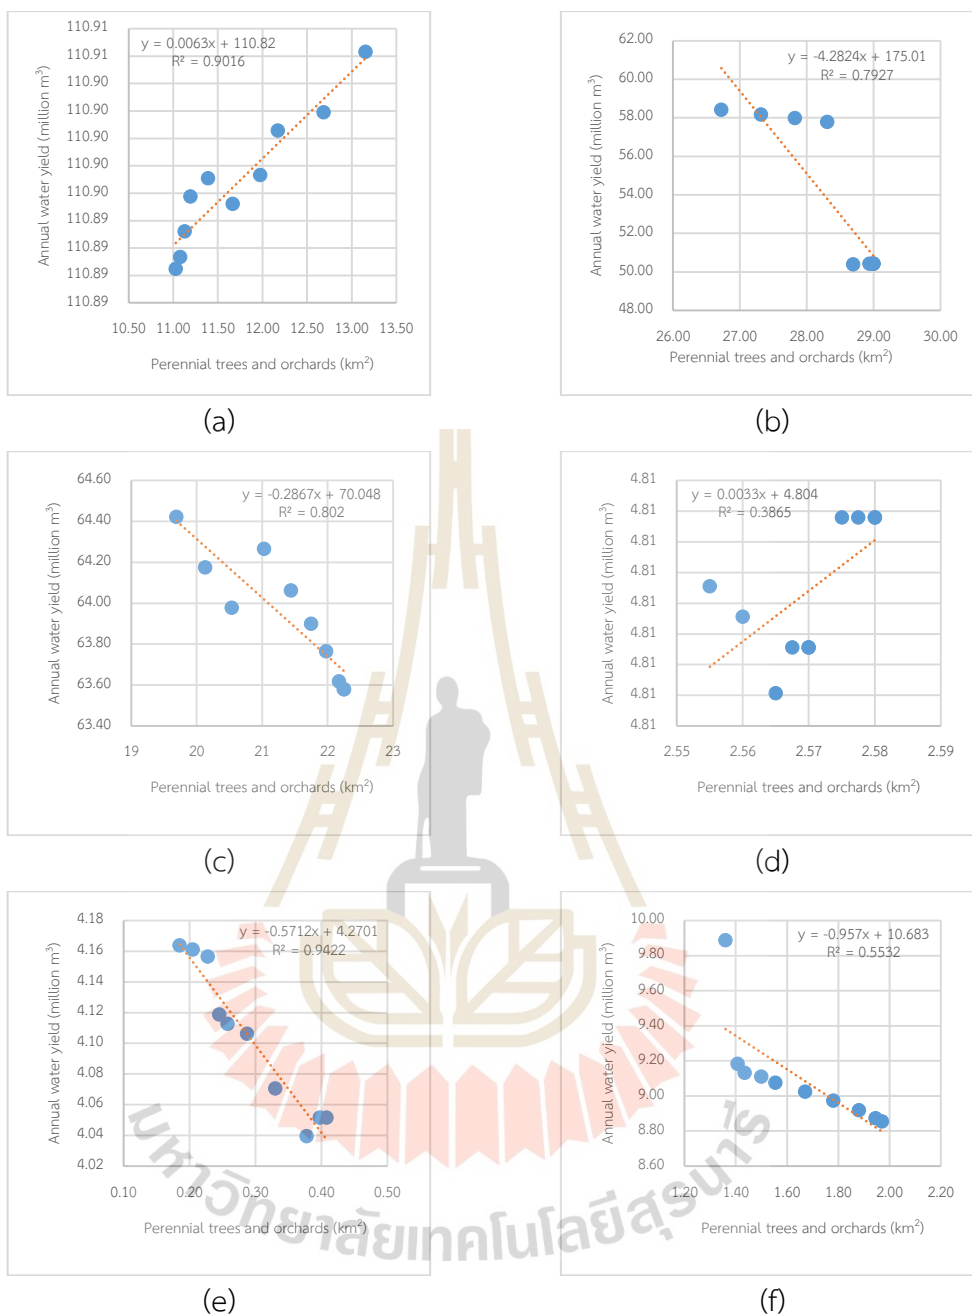 y = 0.0063x + 110.82
R² = 0.9016
Annual water yield (million m³)
110.91
110.91
110.90
110.90
110.90
110.90
110.90
110.89
110.89
110.89
110.89
10.50 11.00 11.50 12.00 12.50 13.00 13.50
Perennial trees and orchards (km²)
(a)
y = -4.2824x + 175.01
R² = 0.7927
Annual water yield (million m³)
62.00
60.00
58.00
56.00
54.00
52.00
50.00
48.00
26.00 27.00 28.00 29.00 30.00
Perennial trees and orchards (km²)
(b)
y = -0.2867x + 70.048
R² = 0.802
Annual water yield (million m³)
64.60
64.40
64.20
64.00
63.80
63.60
63.40
19 20 21 22 23
Perennial trees and orchards (km²)
(c)
y = 0.0033x + 4.804
R² = 0.3865
Annual water yield (million m³)
4.81
4.81
4.81
4.81
4.81
4.81
4.81
4.81
4.81
2.55 2.56 2.57 2.58 2.59
Perennial trees and orchards (km²)
(d)
y = -0.5712x + 4.2701
R² = 0.9422
Annual water yield (million m³)
4.18
4.16
4.14
4.12
4.10
4.08
4.06
4.04
4.02
0.10 0.20 0.30 0.40 0.50
Perennial trees and orchards (km²)
(e)
y = -0.957x + 10.683
R² = 0.5532
Annual water yield (million m³)
10.00
9.80
9.60
9.40
9.20
9.00
8.80
8.60
1.20 1.40 1.60 1.80 2.00 2.20
Perennial trees and orchards (km²)
(f)
มหาวิทยาลัยเทคโนโลยีสุรนารี